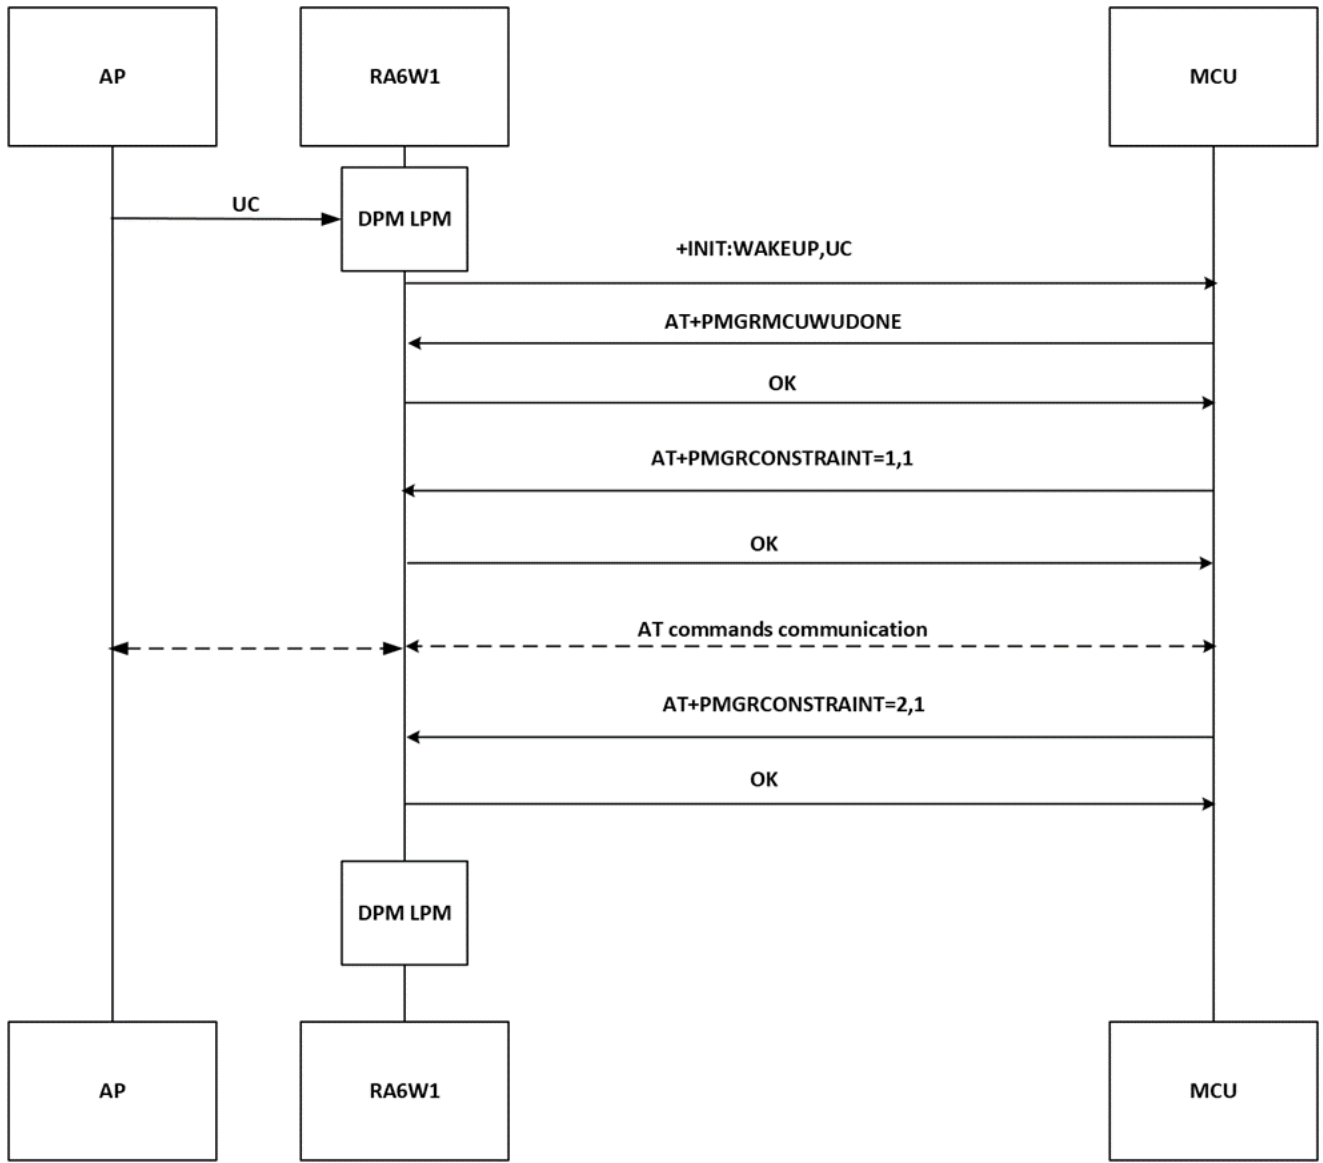 AP
RA6W1
MCU
UC
DPM LPM
+INIT:WAKEUP,UC
AT+PMGRMCUWUDONE
OK
AT+PMGRCONSTRAINT=1,1
OK
AT commands communication
AT+PMGRCONSTRAINT=2,1
OK
DPM LPM
AP
RA6W1
MCU